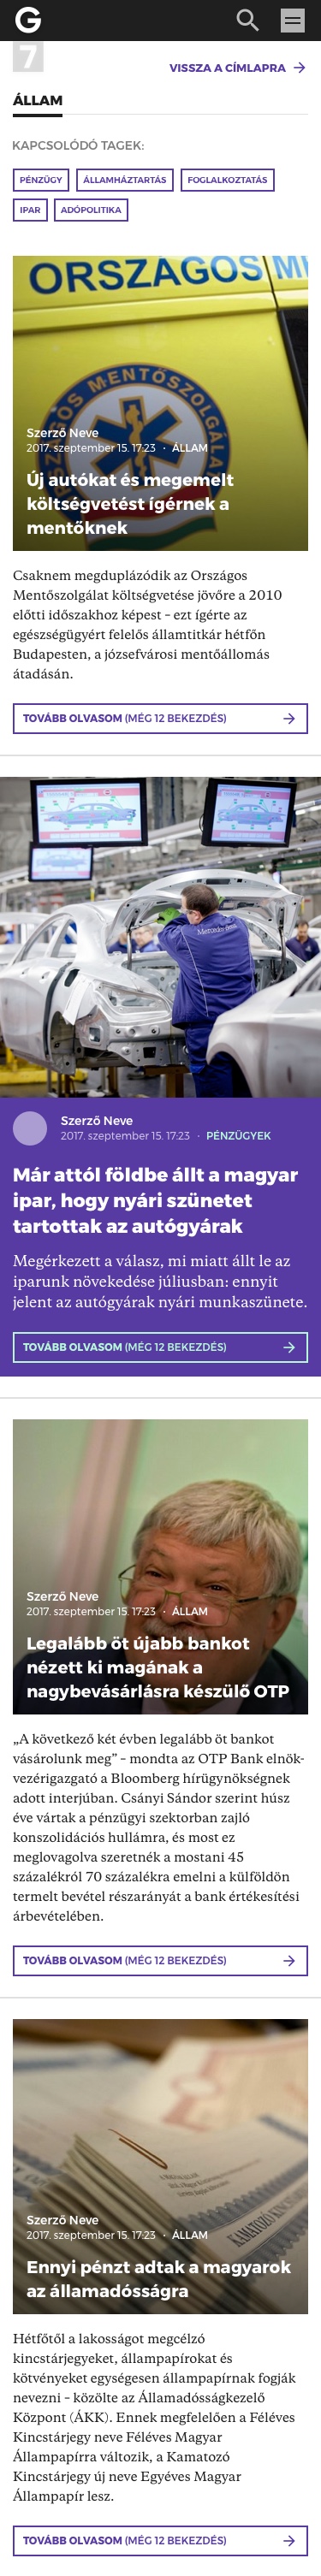 G
7
VISSZA A CÍMLAPRA
ÁLLAM
KAPCSOLÓDÓ TAGEK:
PÉNZÜGY ÁLLAMHÁZTARTÁS FOGLALKOZTATÁS
IPAR ADÓPOLITIKA
ORSZÁGOS
Szerző Neve
2017. szeptember 15. 17:23 · ÁLLAM
Új autókat és megemelt
költségvetést ígérnek a
mentőknek
Csaknem megduplázódik az Országos
Mentőszolgálat költségvetése jövőre a 2010
előtti időszakhoz képest – ezt ígérte az
egészségügyért felelős államtitkár hétfőn
Budapesten, a józsefvárosi mentőállomás
átadásán.
TOVÁBB OLVASOM (MÉG 12 BEKEZDÉS)
Mercedes-Benz
Szerző Neve
2017. szeptember 15. 17:23 · PÉNZÜGYEK
Már attól földbe állt a magyar
ipar, hogy nyári szünetet
tartottak az autógyárak
Megérkezett a válasz, mi miatt állt le az
iparunk növekedése júliusban: ennyit
jelent az autógyárak nyári munkaszünete.
TOVÁBB OLVASOM (MÉG 12 BEKEZDÉS)
Szerző Neve
2017. szeptember 15. 17:23 · ÁLLAM
Legalább öt újabb bankot
nézett ki magának a
nagybevásárlásra készülő OTP
„A következő két évben legalább öt bankot
vásárolunk meg” – mondta az OTP Bank elnök-
vezérigazgató a Bloomberg hírügynökségnek
adott interjúban. Csányi Sándor szerint húsz
éve vártak a pénzügyi szektorban zajló
konszolidációs hullámra, és most ez
meglovagolva szeretnék a mostani 45
százalékról 70 százalékra emelni a külföldön
termelt bevétel részarányát a bank értékesítési
árbevételében.
TOVÁBB OLVASOM (MÉG 12 BEKEZDÉS)
KAMATOZÓ
Szerző Neve
2017. szeptember 15. 17:23 · ÁLLAM
Ennyi pénzt adtak a magyarok
az államadósságra
Hétfőtől a lakosságot megcélzó
kincstárjegyeket, állampapírokat és
kötvényeket egységesen állampapírnak fogják
nevezni – közölte az Államadósságkezelő
Központ (ÁKK). Ennek megfelelően a Féléves
Kincstárjegy neve Féléves Magyar
Állampapírra változik, a Kamatozó
Kincstárjegy új neve Egyéves Magyar
Állampapír lesz.
TOVÁBB OLVASOM (MÉG 12 BEKEZDÉS)